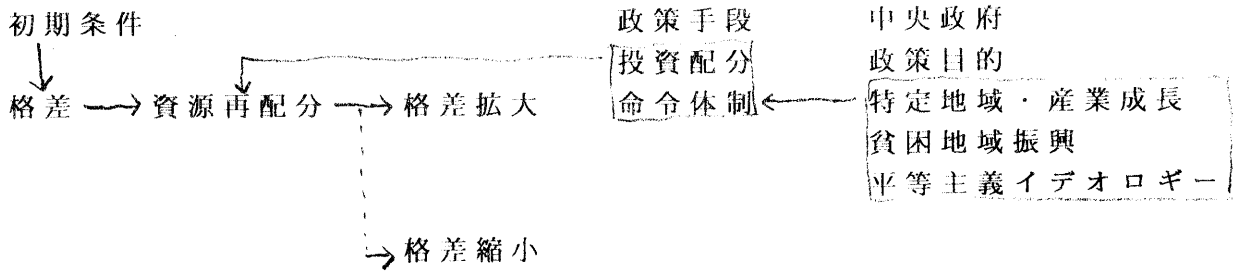 初期条件
格差
資源再配分
格差拡大
格差縮小
政策手段
投資配分
命令体制
中央政府
政策目的
特定地域・産業成長
貧困地域振興
平等主義イデオロギー